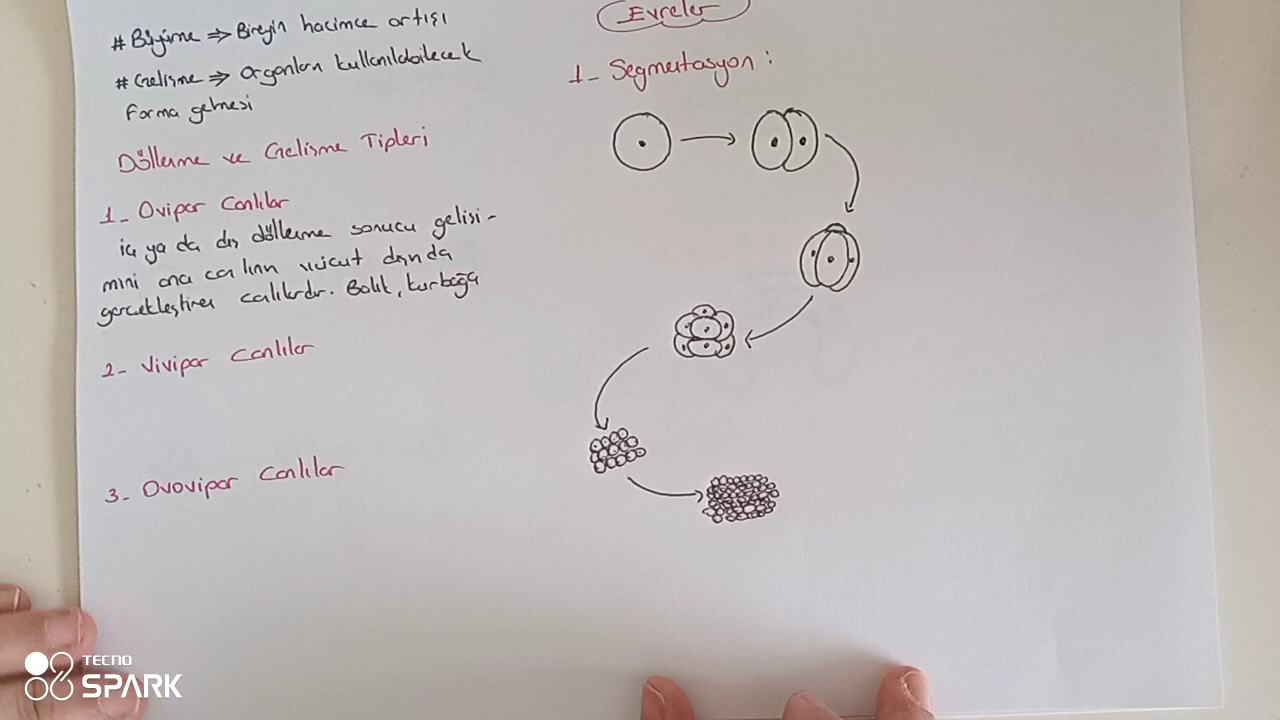 # Büyüme ⇒ Bireyin hacimce artışı
# Gelişme ⇒ Organların kullanılabilecek
forma gelmesi
Döllenme ve Gelişme Tipleri
1- Ovipar Canlılar
iç ya da dış döllenme sonucu gelişi-
mini ana canlının vücut dışında
gerçekleştiren canlılardır. Balık, kurbağa
2- Vivipar Canlılar
3- Ovovipar Canlılar
Evreler
1- Segmentasyon :
TECNO
SPARK